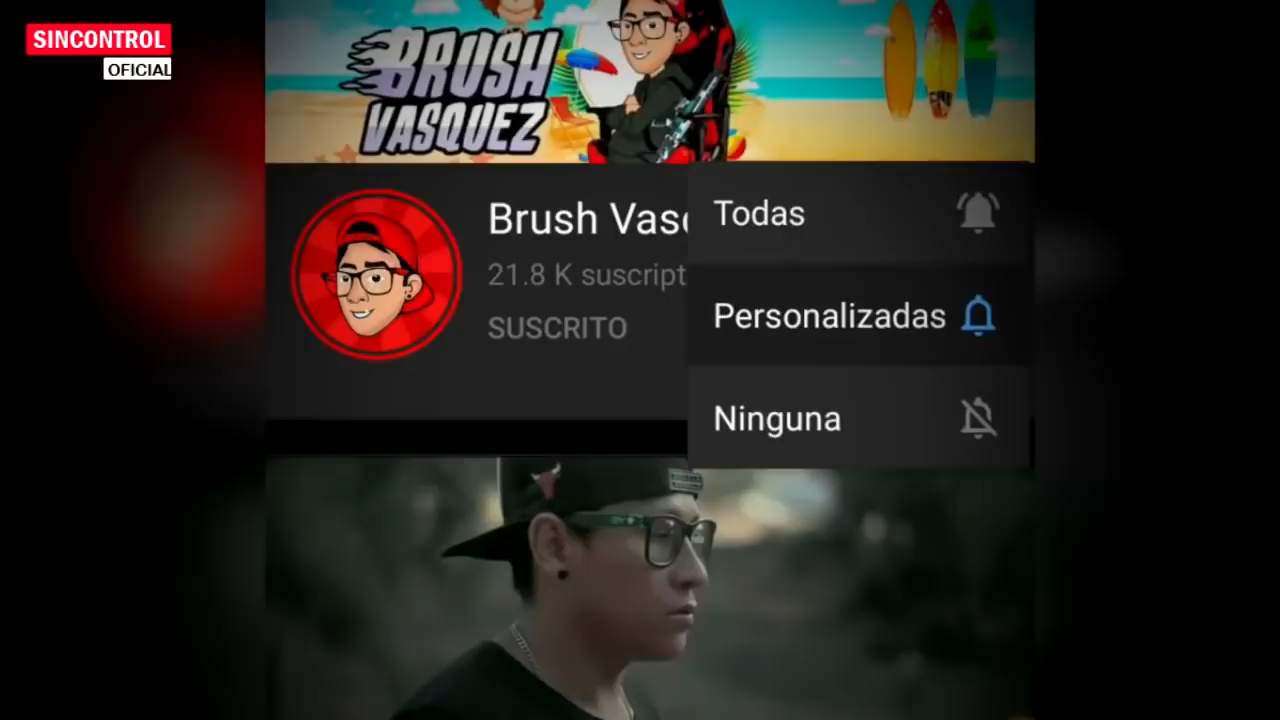 SINCONTROL
OFICIAL
BRUSH
VASQUEZ
Brush Vas
21.8 K suscript
SUSCRITO
Todas
Personalizadas
Ninguna